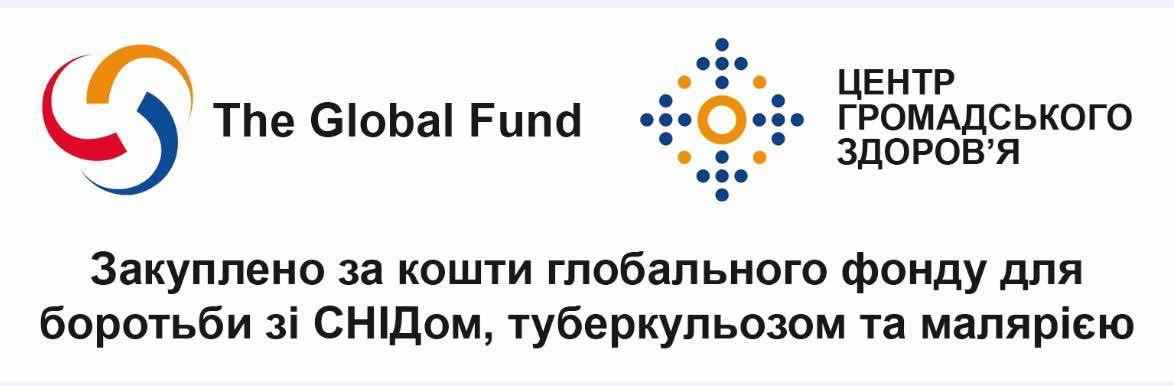 The Global Fund
ЦЕНТР
ГРОМАДСЬКОГО
ЗДОРОВ’Я
Закуплено за кошти глобального фонду для
боротьби зі СНІДом, туберкульозом та малярією